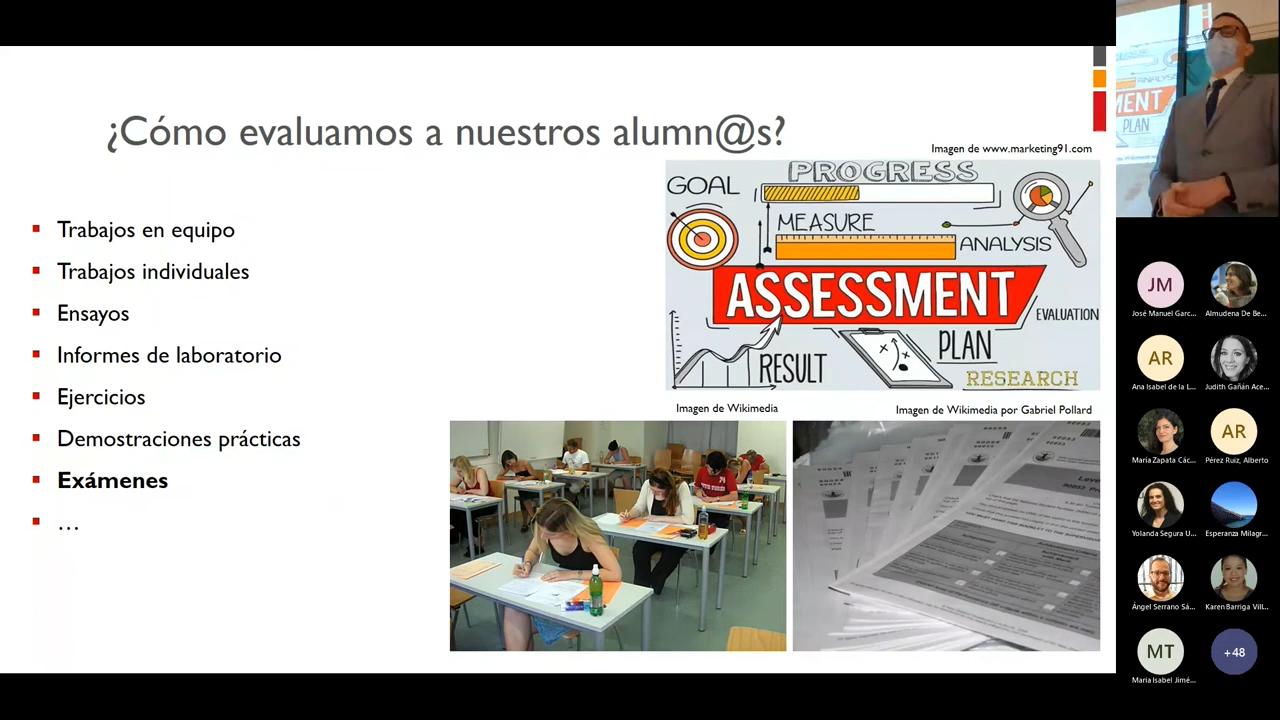 ¿Cómo evaluamos a nuestros alumn@s?
Imagen de www.marketing91.com
Trabajos en equipo
Trabajos individuales
Ensayos
Informes de laboratorio
Ejercicios
Demostraciones prácticas
Exámenes
…
GOAL
PROGRESS
MEASURE
ANALYSIS
ASSESSMENT
EVALUATION
RESULT
PLAN
RESEARCH
Imagen de Wikimedia
Imagen de Wikimedia por Gabriel Pollard
ANALYSIS
MENT
PLAN
JM
José Manuel Garc...
Almudena De Be...
AR
Ana Isabel de la L...
Judith Gañán Ace...
María Zapata Các...
AR
Pérez Ruiz, Alberto
Yolanda Segura U...
Esperanza Milagr...
Ángel Serrano Sá...
Karen Barriga Vill...
MT
Maria Isabel Jimé...
+48